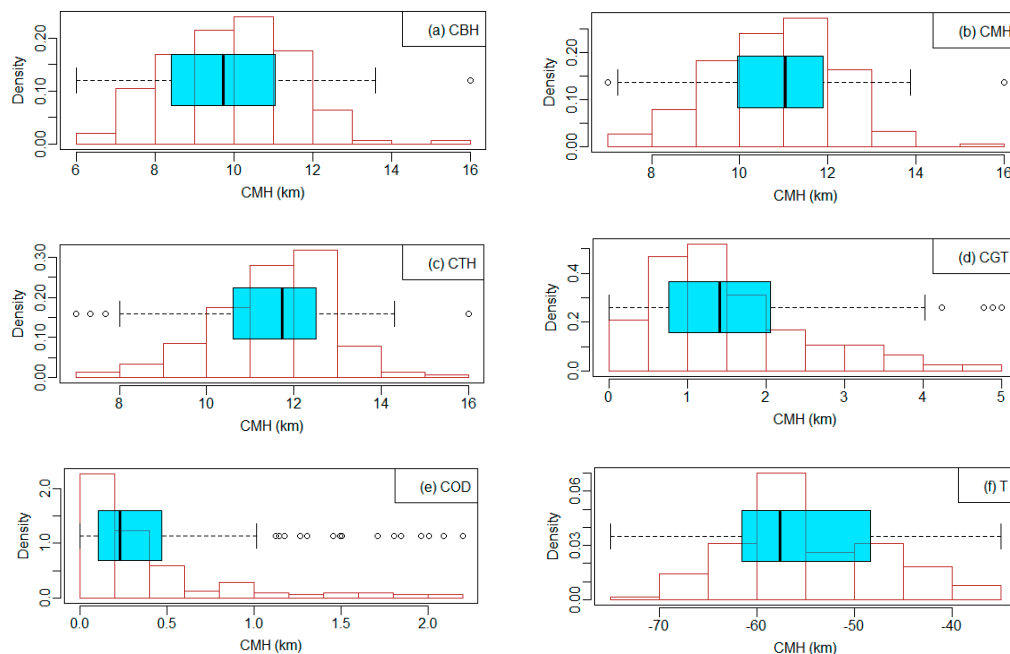 (a) CBH
Density
0.00 0.10 0.20
6 8 10 12 14 16
CMH (km)
(b) CMH
Density
0.00 0.10 0.20
8 10 12 14 16
CMH (km)
(c) CTH
Density
0.00 0.10 0.20 0.30
8 10 12 14 16
CMH (km)
(d) CGT
Density
0.0 0.2 0.4
0 1 2 3 4 5
CMH (km)
(e) COD
Density
0.0 1.0 2.0
0.0 0.5 1.0 1.5 2.0
CMH (km)
(f) T
Density
0.00 0.03 0.06
-70 -60 -50 -40
CMH (km)